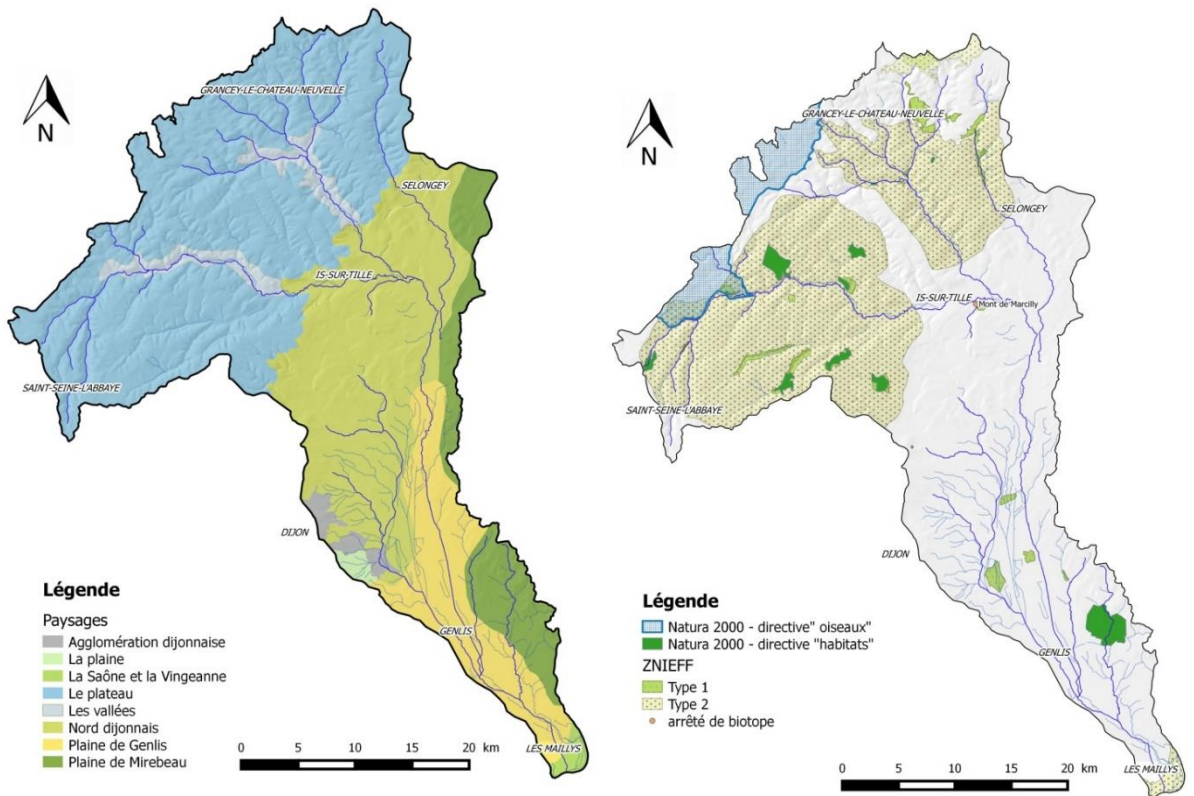 GRANCEY-LE-CHATEAU-NEUVELLE
N
SELONGEY
IS-SUR-TILLE
SAINT-SEINE-L'ABBAYE
DIJON
GENLIS
LES MAILLYS
Légende
Paysages
Agglomération dijonnaise
La plaine
La Saône et la Vingeanne
Le plateau
Les vallées
Nord dijonnais
Plaine de Genlis
Plaine de Mirebeau
0 5 10 15 20 km
GRANCEY-LE-CHATEAU-NEUVELLE
N
SELONGEY
IS-SUR-TILLE
Mont de Marcilly
SAINT-SEINE-L'ABBAYE
DIJON
GENLIS
LES MAILLYS
Légende
Natura 2000 - directive" oiseaux"
Natura 2000 - directive "habitats"
ZNIEFF
Type 1
Type 2
arrêté de biotope
0 5 10 15 20 km